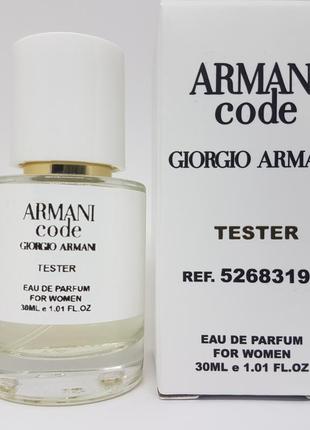 ARMANI
code
GIORGIO ARMANI
TESTER
EAU DE PARFUM
FOR WOMEN
30ML e 1.01 FL.OZ
ARMANI
code
GIORGIO ARMA
TESTER
REF. 5268319
EAU DE PARFUM
FOR WOMEN
30ML e 1.01 FL.OZ